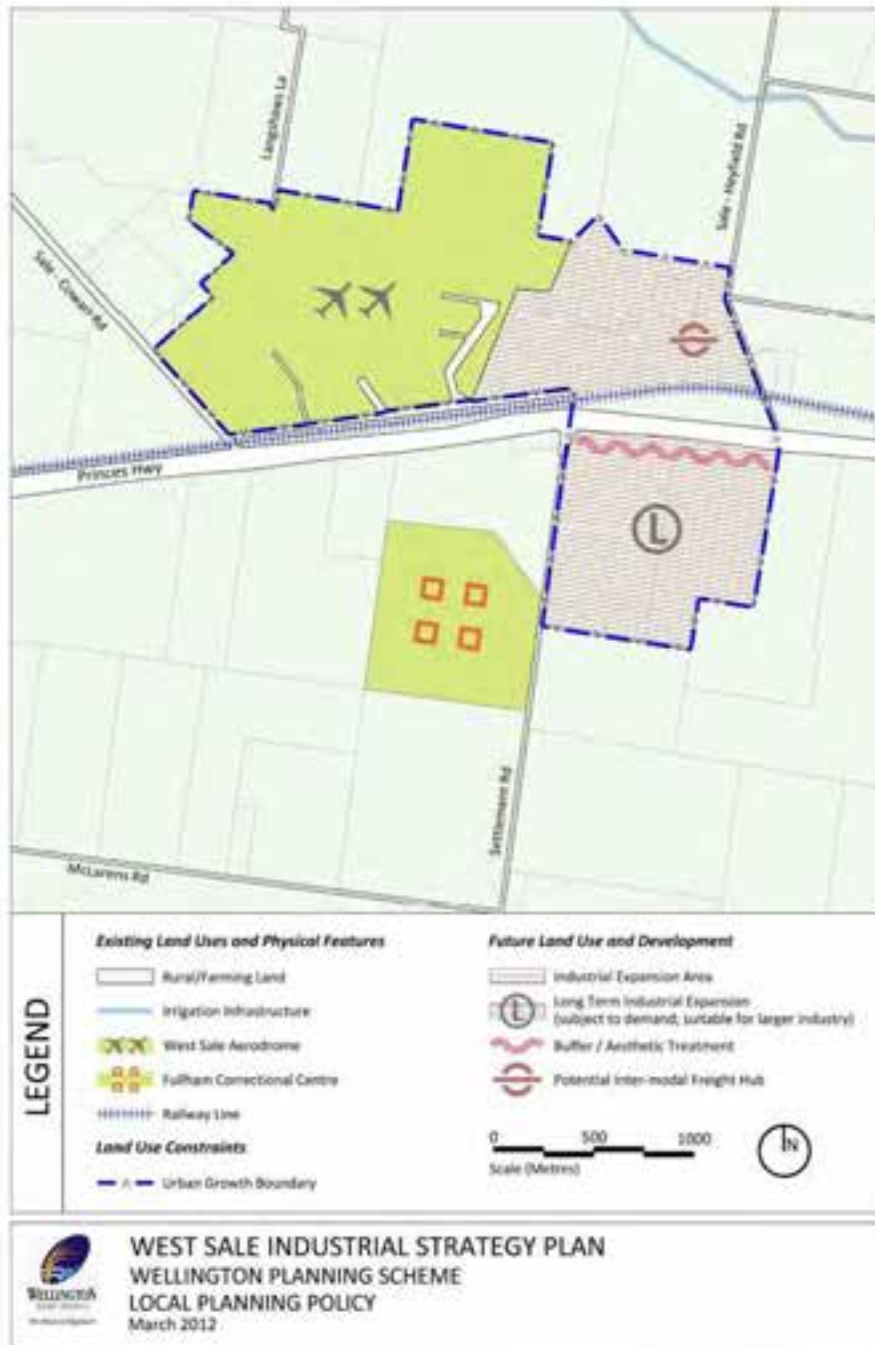 Langshows La
Sale - Heyfield Rd
Sale - Cowarr Rd
Princes Hwy
L
Settlement Rd
McLarens Rd
LEGEND
Existing Land Uses and Physical Features
Rural/Farming Land
Irrigation Infrastructure
West Sale Aerodrome
Fullham Correctional Centre
Railway Line
Land Use Constraints
Urban Growth Boundary
Future Land Use and Development
Industrial Expansion Area
L
Long Term Industrial Expansion
(subject to demand; suitable for larger industry)
Buffer / Aesthetic Treatment
Potential Inter-modal Freight Hub
0 500 1000
Scale (Metres)
N
WELLINGTON
WEST SALE INDUSTRIAL STRATEGY PLAN
WELLINGTON PLANNING SCHEME
LOCAL PLANNING POLICY
March 2012